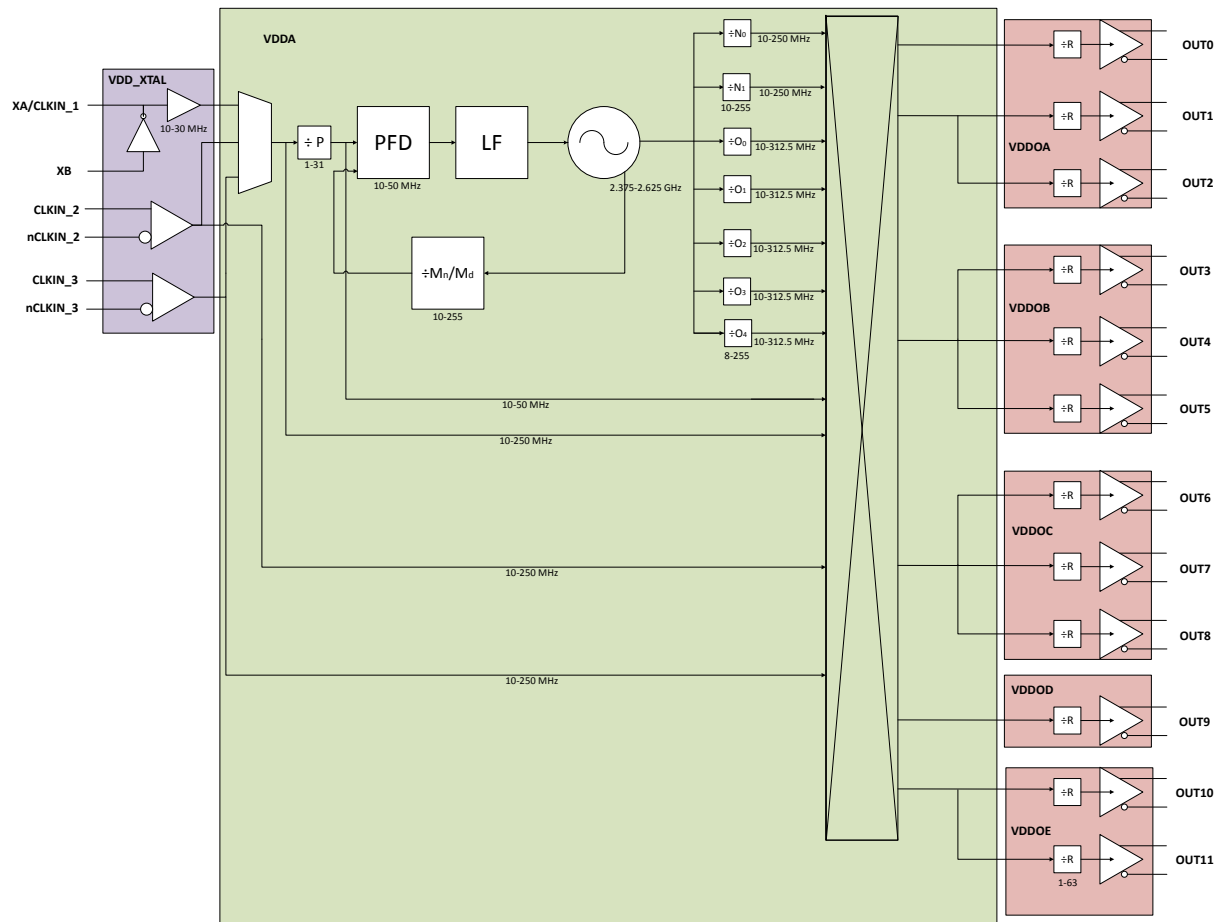 VDDA
VDD_XTAL
XA/CLKIN_1
10-30 MHz
XB
CLKIN_2
nCLKIN_2
CLKIN_3
nCLKIN_3
÷ P
1-31
PFD
10-50 MHz
LF
2.375-2.625 GHz
÷Mn/Md
10-255
÷N0
10-250 MHz
÷N1
10-250 MHz
10-255
÷O0
10-312.5 MHz
÷O1
10-312.5 MHz
÷O2
10-312.5 MHz
÷O3
10-312.5 MHz
÷O4
10-312.5 MHz
8-255
10-50 MHz
10-250 MHz
10-250 MHz
10-250 MHz
÷R
OUT0
÷R
OUT1
VDDOA
÷R
OUT2
÷R
OUT3
VDDOB
÷R
OUT4
÷R
OUT5
÷R
OUT6
VDDOC
÷R
OUT7
÷R
OUT8
VDDOD
÷R
OUT9
÷R
OUT10
VDDOE
÷R
OUT11
1-63